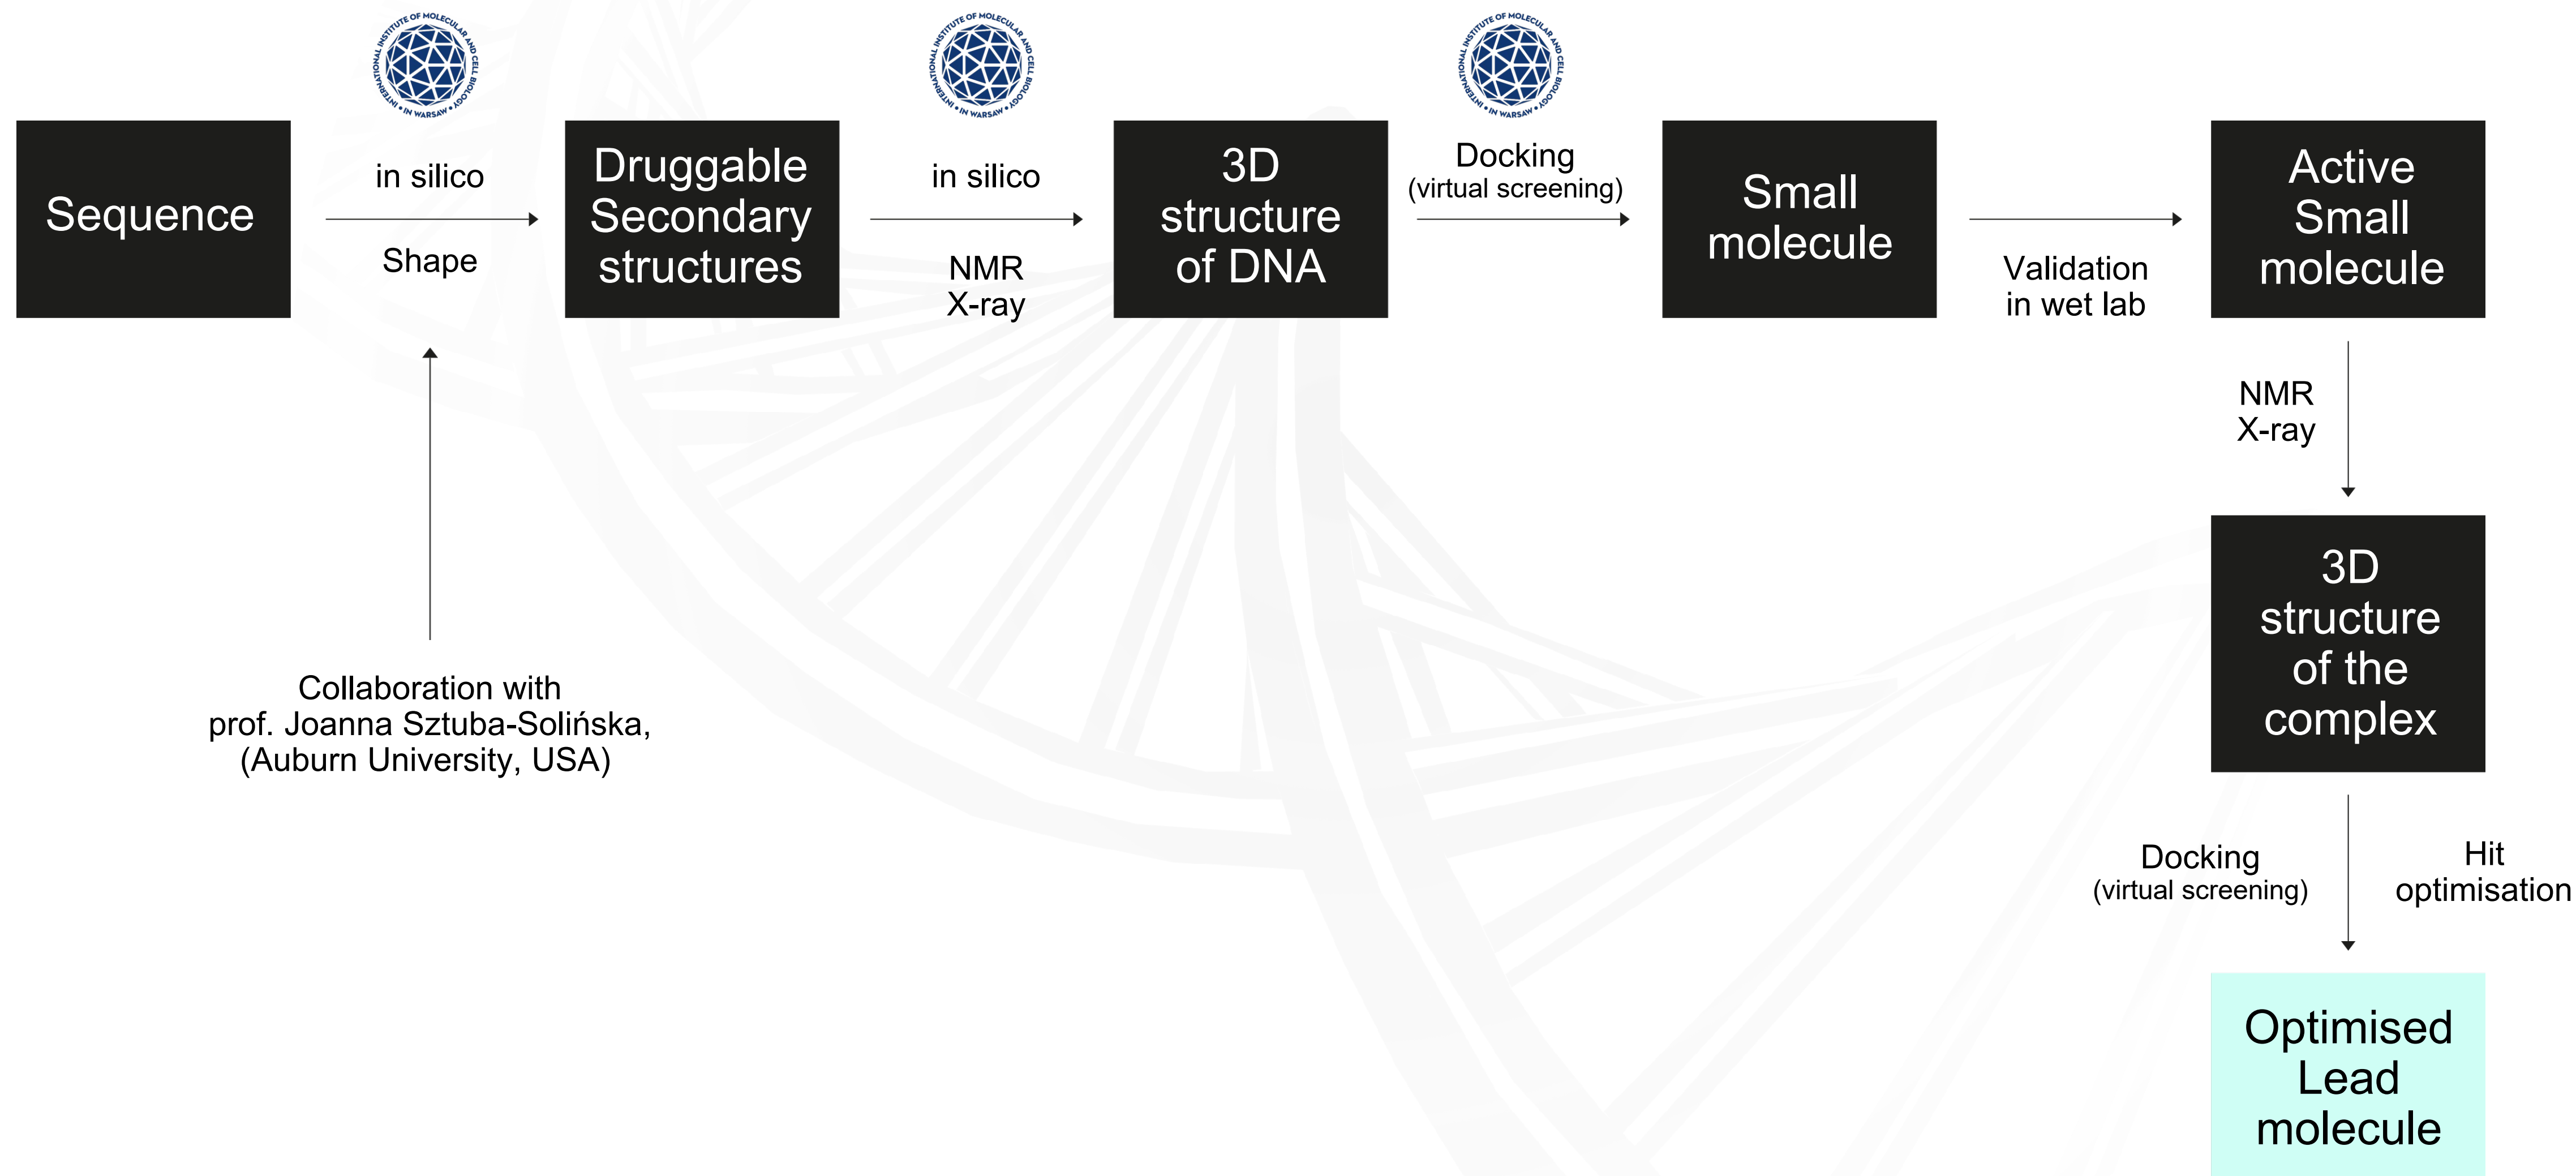 INTERNATIONAL INSTITUTE OF MOLECULAR AND CELL BIOLOGY • IN WARSAW •
INTERNATIONAL INSTITUTE OF MOLECULAR AND CELL BIOLOGY • IN WARSAW •
INTERNATIONAL INSTITUTE OF MOLECULAR AND CELL BIOLOGY • IN WARSAW •
Sequence
in silico
Shape
Druggable
Secondary
structures
in silico
NMR
X-ray
3D
structure
of DNA
Docking
(virtual screening)
Small
molecule
Validation
in wet lab
Active
Small
molecule
Collaboration with
prof. Joanna Sztuba-Solińska,
(Auburn University, USA)
NMR
X-ray
3D
structure
of the
complex
Docking
(virtual screening)
Hit
optimisation
Optimised
Lead
molecule